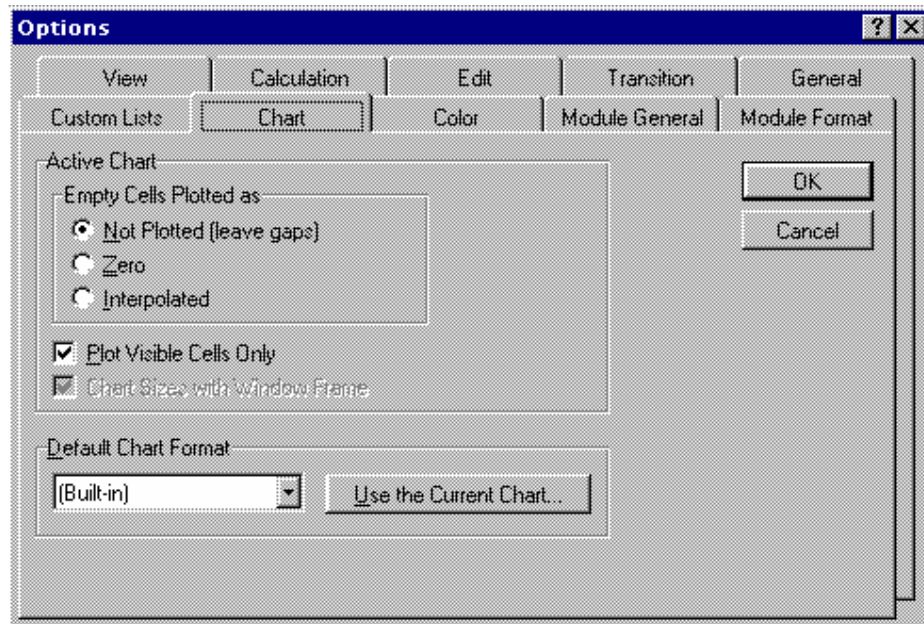 Options
View Calculation Edit Transition General
Custom Lists Chart Color Module General Module Format
Active Chart
Empty Cells Plotted as
Not Plotted (leave gaps)
Zero
Interpolated
Plot Visible Cells Only
Chart Sizes with Window Frame
OK
Cancel
Default Chart Format
(Built-in)
Use the Current Chart...